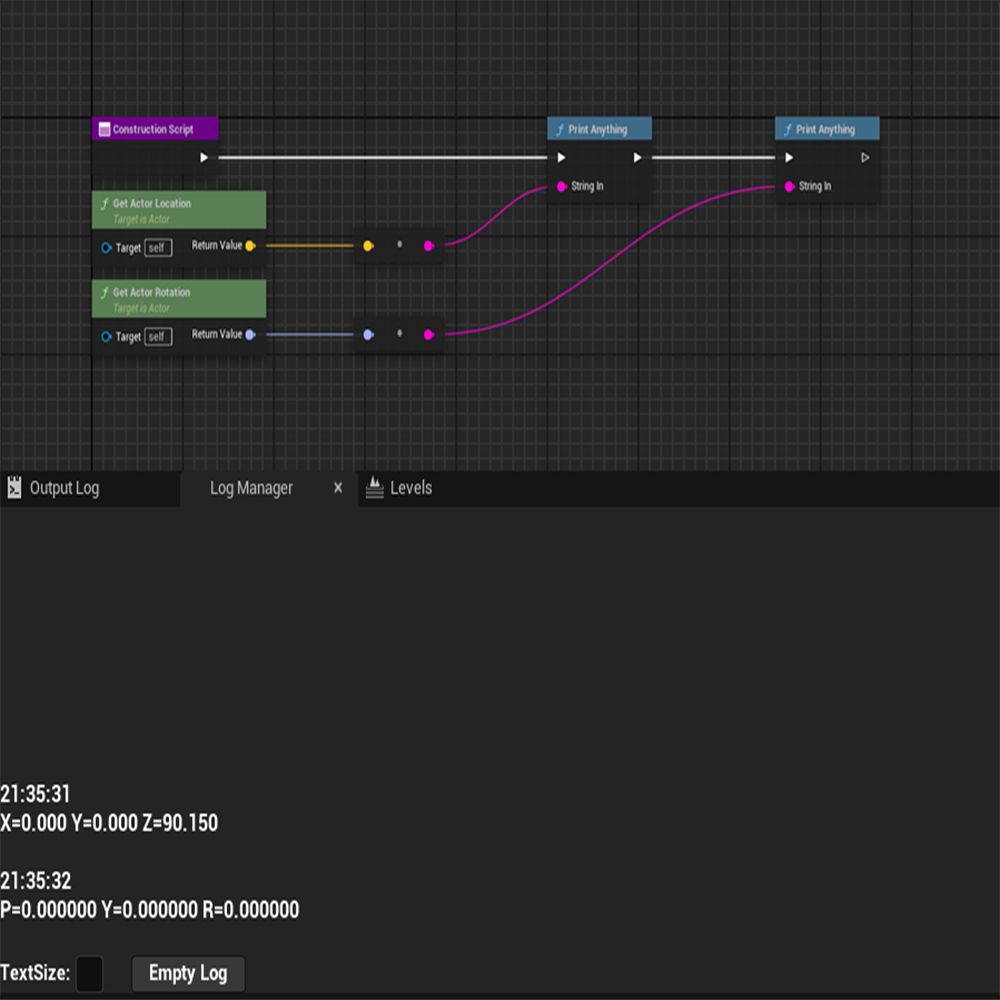 Construction Script
Print Anything
Print Anything
String In
String In
Get Actor Location
Target is Actor
Target self
Return Value
Get Actor Rotation
Target is Actor
Target self
Return Value
Output Log
Log Manager
Levels
21:35:31
X=0.000 Y=0.000 Z=90.150
21:35:32
P=0.000000 Y=0.000000 R=0.000000
TextSize:
Empty Log